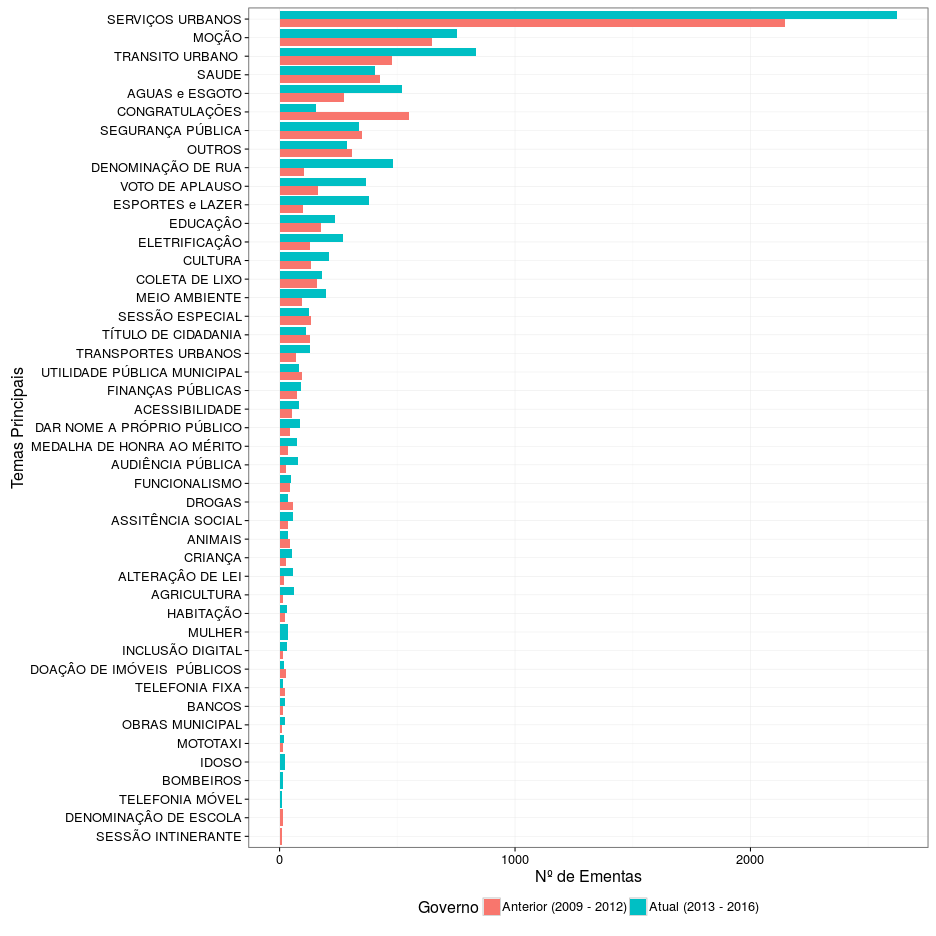 SERVIÇOS URBANOS
MOÇÃO
TRANSITO URBANO
SAUDE
AGUAS e ESGOTO
CONGRATULAÇÕES
SEGURANÇA PÚBLICA
OUTROS
DENOMINAÇÃO DE RUA
VOTO DE APLAUSO
ESPORTES e LAZER
EDUCAÇÃO
ELETRIFICAÇÃO
CULTURA
COLETA DE LIXO
MEIO AMBIENTE
SESSÃO ESPECIAL
TÍTULO DE CIDADANIA
TRANSPORTES URBANOS
UTILIDADE PÚBLICA MUNICIPAL
FINANÇAS PÚBLICAS
ACESSIBILIDADE
DAR NOME A PRÓPRIO PÚBLICO
MEDALHA DE HONRA AO MÉRITO
AUDIÊNCIA PÚBLICA
FUNCIONALISMO
DROGAS
ASSITÊNCIA SOCIAL
ANIMAIS
CRIANÇA
ALTERAÇÃO DE LEI
AGRICULTURA
HABITAÇÃO
MULHER
INCLUSÃO DIGITAL
DOAÇÃO DE IMÓVEIS  PÚBLICOS
TELEFONIA FIXA
BANCOS
OBRAS MUNICIPAL
MOTOTAXI
IDOSO
BOMBEIROS
TELEFONIA MÓVEL
DENOMINAÇÃO DE ESCOLA
SESSÃO INTINERANTE
Temas Principais
0 1000 2000
Nº de Ementas
Governo Anterior (2009 - 2012) Atual (2013 - 2016)